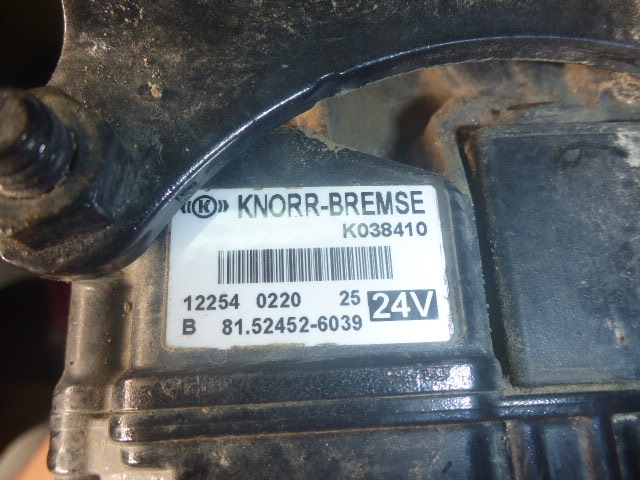 ((K)) KNORR-BREMSE
K038410
12254 0220 25 24V
B 81.52452-6039